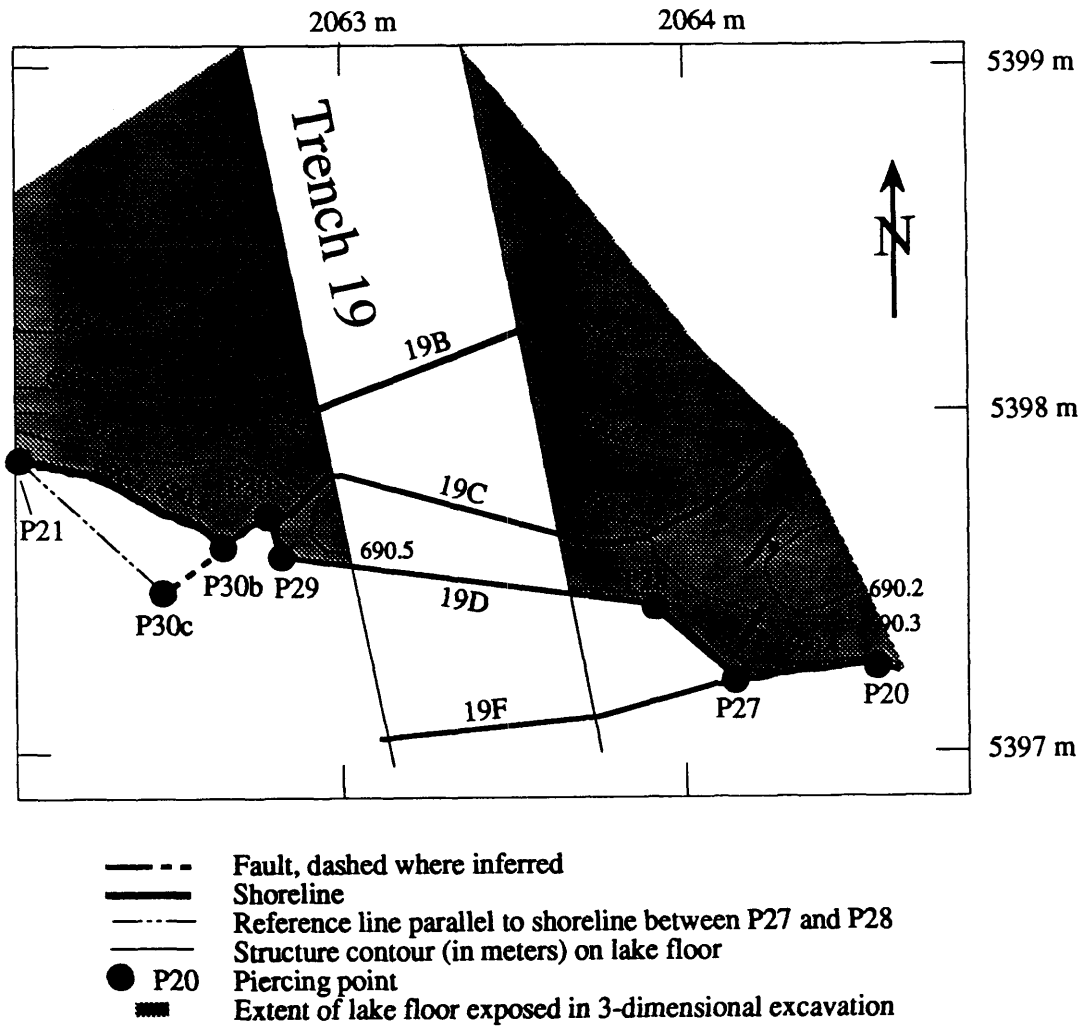 2063 m
2064 m
5399 m
Trench 19
N
19B
5398 m
19C
P21
690.5
P30b
P29
19D
690.2
90.3
P30c
P27
P20
19F
5397 m
Fault, dashed where inferred
Shoreline
Reference line parallel to shoreline between P27 and P28
Structure contour (in meters) on lake floor
P20 Piercing point
Extent of lake floor exposed in 3-dimensional excavation